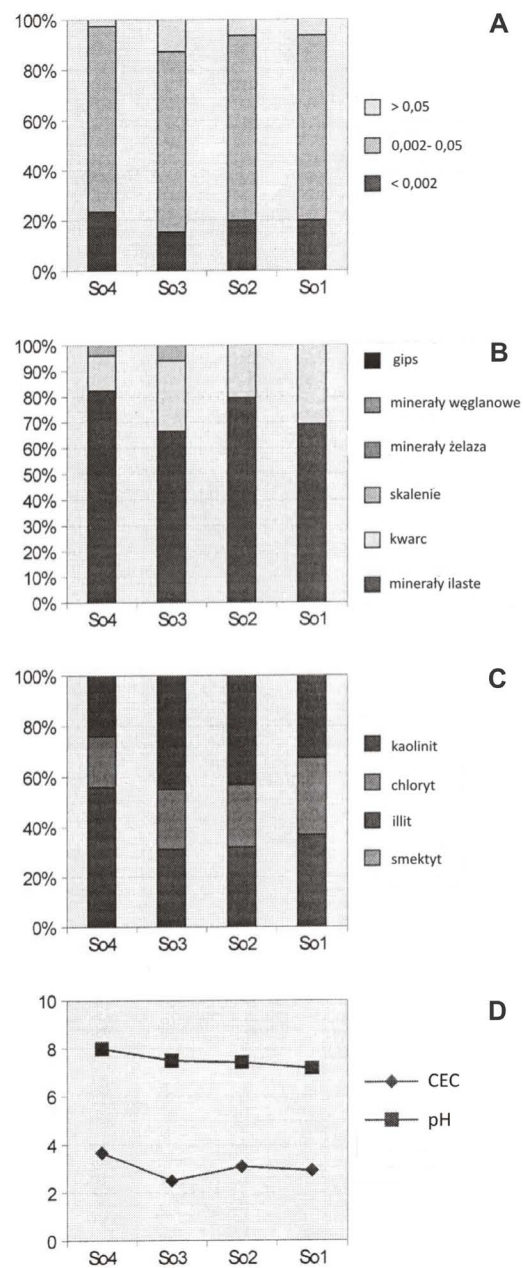 A
100%
80%
60%
40%
20%
0%
So4 So3 So2 So1
> 0,05
0,002- 0,05
< 0,002
B
100%
90%
80%
70%
60%
50%
40%
30%
20%
10%
0%
So4 So3 So2 So1
gips
minerały węglanowe
minerały żelaza
skalenie
kwarc
minerały ilaste
C
100%
80%
60%
40%
20%
0%
So4 So3 So2 So1
kaolinit
chloryt
illit
smektyt
D
10
8
6
4
2
0
So4 So3 So2 So1
CEC
pH